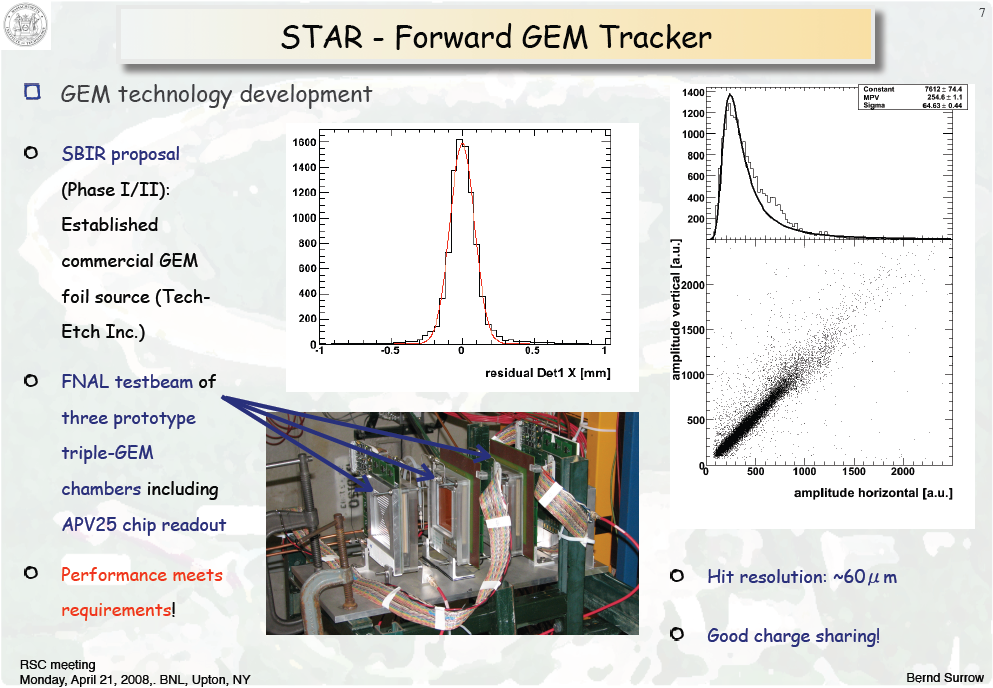 7
STAR - Forward GEM Tracker
GEM technology development
SBIR proposal
(Phase I/II):
Established
commercial GEM
foil source (Tech-
Etch Inc.)
FNAL testbeam of
three prototype
triple-GEM
chambers including
APV25 chip readout
Performance meets
requirements!
1600
1400
1200
1000
800
600
400
200
0
-1 -0.5 0 0.5 1
residual Det1 X [mm]
Constant 7612 ± 74.4
MPV 254.6 ± 1.1
Sigma 64.63 ± 0.44
1400
1200
1000
800
600
400
200
amplitude vertical [a.u.]
2000
1500
1000
500
0
0 500 1000 1500 2000
amplitude horizontal [a.u.]
Hit resolution: ~60μm
Good charge sharing!
RSC meeting
Monday, April 21, 2008,. BNL, Upton, NY
Bernd Surrow